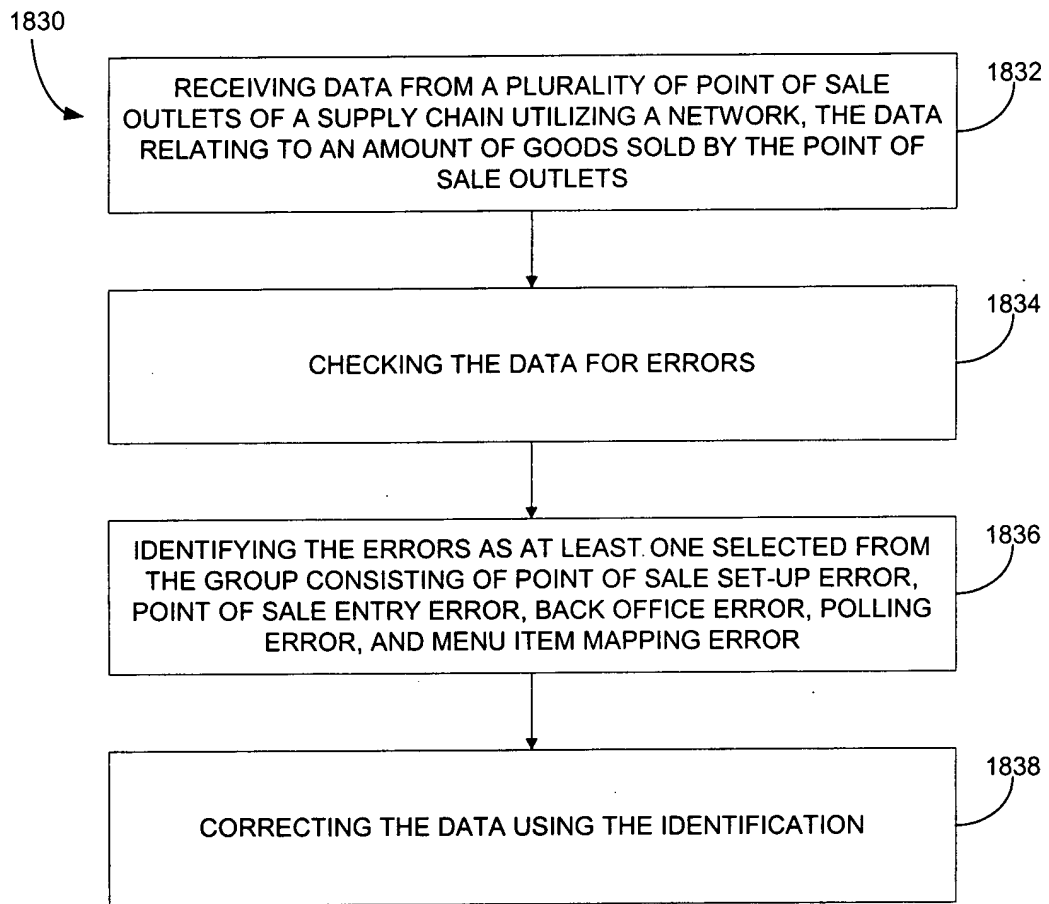 1830
1832
RECEIVING DATA FROM A PLURALITY OF POINT OF SALE
OUTLETS OF A SUPPLY CHAIN UTILIZING A NETWORK, THE DATA
RELATING TO AN AMOUNT OF GOODS SOLD BY THE POINT OF
SALE OUTLETS
1834
CHECKING THE DATA FOR ERRORS
1836
IDENTIFYING THE ERRORS AS AT LEAST ONE SELECTED FROM
THE GROUP CONSISTING OF POINT OF SALE SET-UP ERROR,
POINT OF SALE ENTRY ERROR, BACK OFFICE ERROR, POLLING
ERROR, AND MENU ITEM MAPPING ERROR
1838
CORRECTING THE DATA USING THE IDENTIFICATION